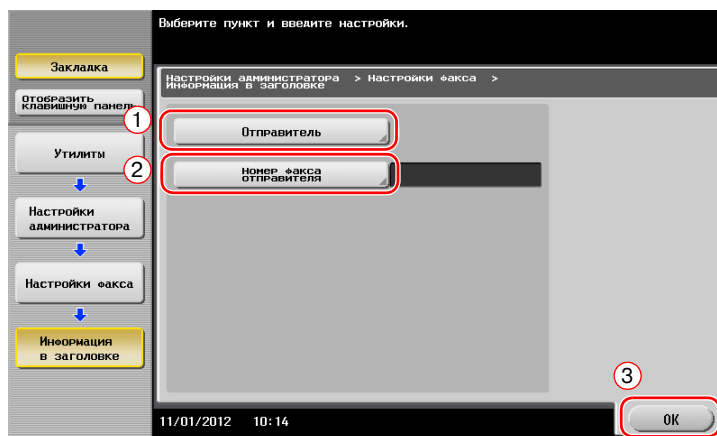 Выберите пункт и введите настройки.
Закладка
Отобразить
клавишную панель
Утилиты
Настройки
администратора
Настройки факса
Информация
в заголовке
Настройки администратора > Настройки факса >
Информация в заголовке
1
Отправитель
2
Номер факса
отправителя
3
11/01/2012 10:14
OK